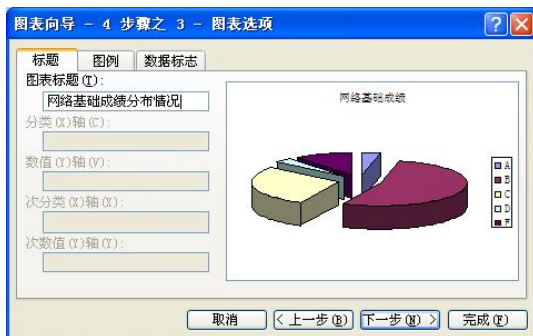 图表向导 - 4 步骤之 3 - 图表选项
标题 图例 数据标志
图表标题(T):
网络基础成绩分布情况
分类(X)轴(C):
数值(Y)轴(V):
次分类(X)轴(X):
次数值(Y)轴(Y):
网络基础成绩
A
B
C
D
F
取消 < 上一步(B) 下一步(N) > 完成(F)